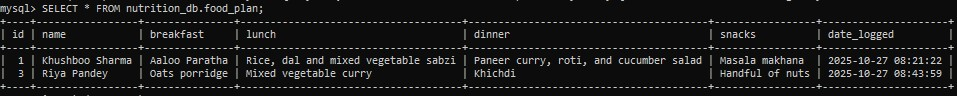 mysql> SELECT * FROM nutrition_db.food_plan;
+----+-----------------+---------------+--------------------------------+-----------------------------------------+-----------------+---------------------+
| id | name            | breakfast     | lunch                          | dinner                                  | snacks          | date_logged         |
+----+-----------------+---------------+--------------------------------+-----------------------------------------+-----------------+---------------------+
|  1 | Khushboo Sharma | Aaloo Paratha | Rice, dal and mixed vegetable sabzi | Paneer curry, roti, and cucumber salad | Masala makhana  | 2025-10-27 08:21:22 |
|  3 | Riya Pandey     | Oats porridge | Mixed vegetable curry          | Khichdi                                 | Handful of nuts | 2025-10-27 08:43:59 |
+----+-----------------+---------------+--------------------------------+-----------------------------------------+-----------------+---------------------+